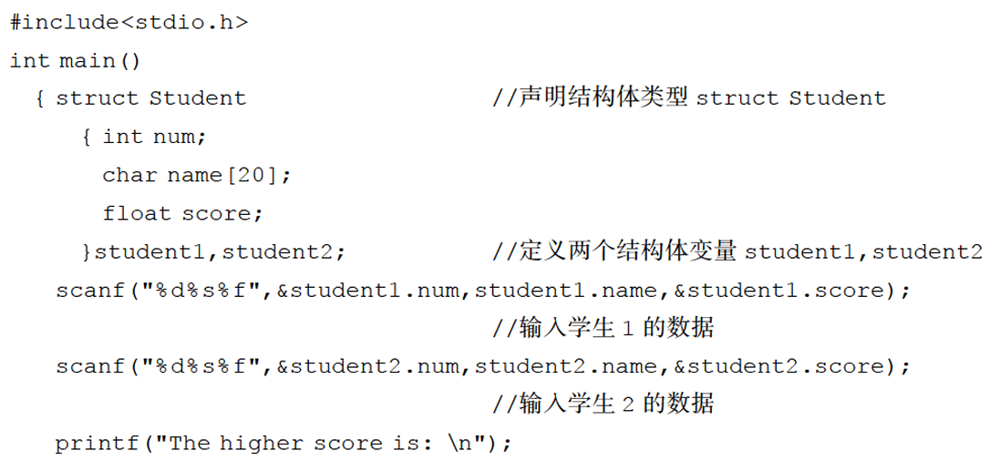 #include<stdio.h>
int main()
{ struct Student //声明结构体类型 struct Student
{ int num;
char name[20];
float score;
}student1,student2; //定义两个结构体变量 student1,student2
scanf("%d%s%f",&student1.num,student1.name,&student1.score);
//输入学生 1 的数据
scanf("%d%s%f",&student2.num,student2.name,&student2.score);
//输入学生 2 的数据
printf("The higher score is: \n");